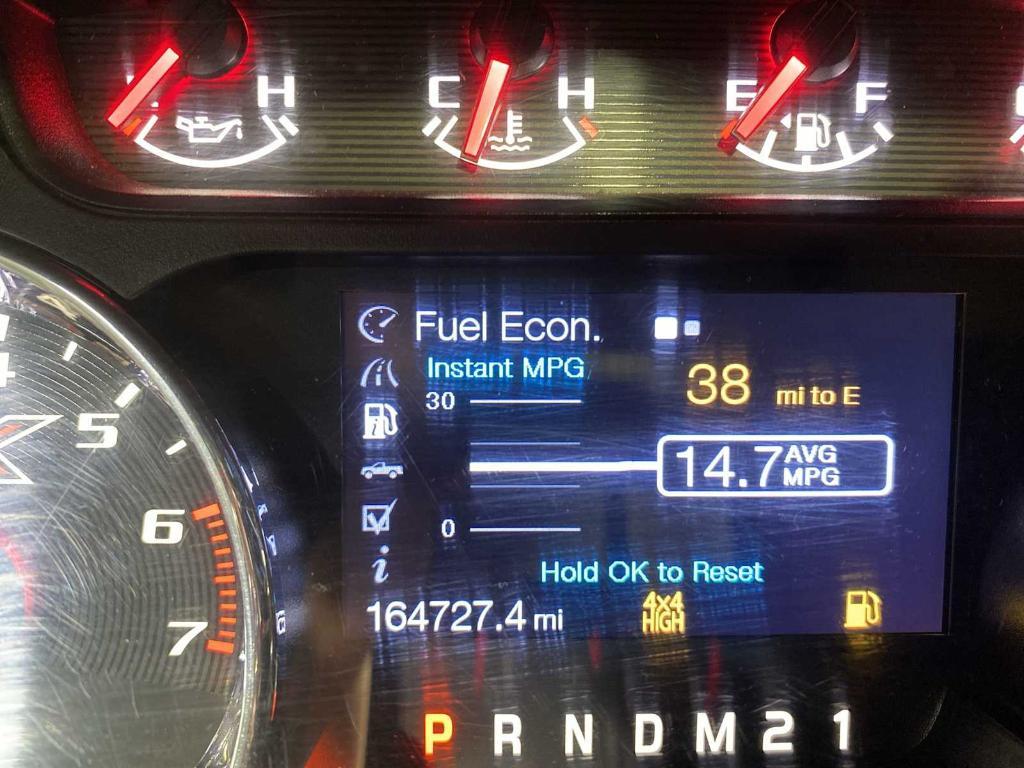 H
C H
E F
Fuel Econ.
Instant MPG
30
38 mi to E
14.7 AVG MPG
0
Hold OK to Reset
164727.4 mi
4x4 HIGH
5
6
7
P R N D M 2 1